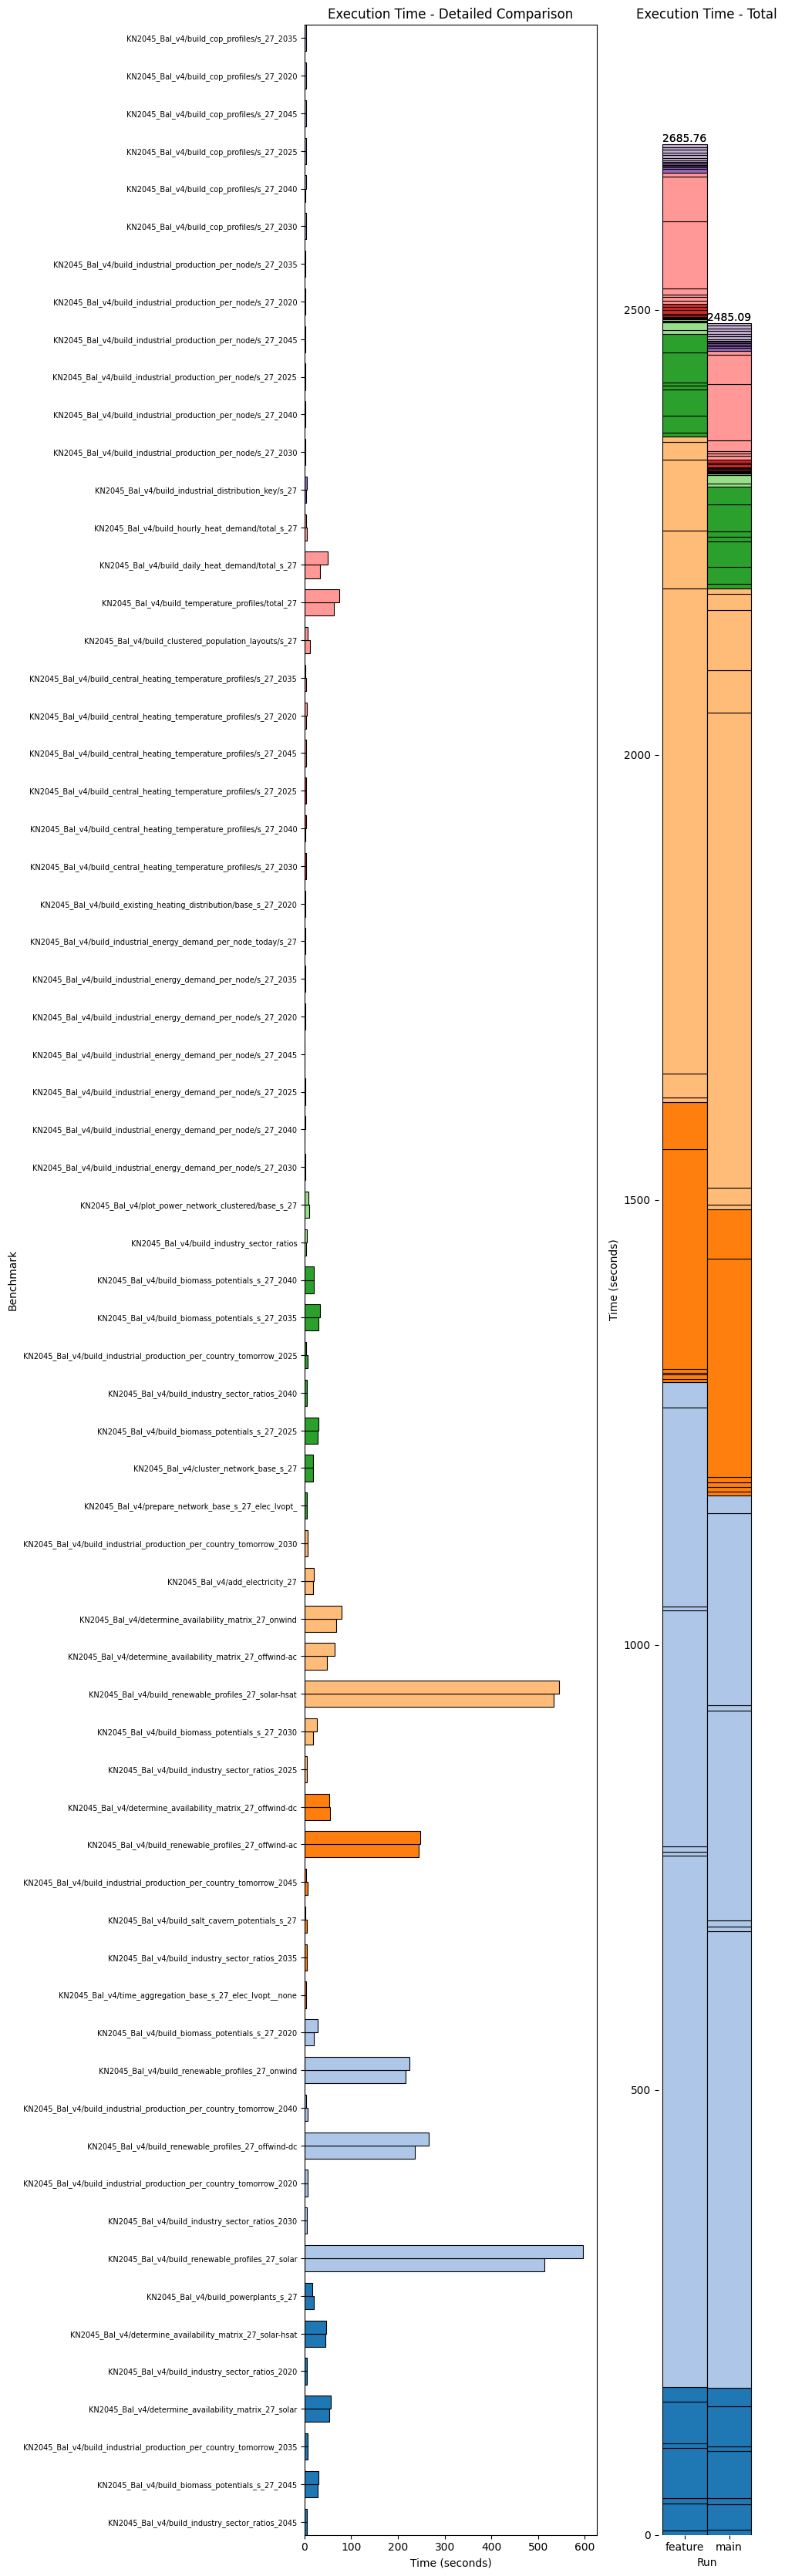 Execution Time - Detailed Comparison
Execution Time - Total
KN2045_Bal_v4/build_cop_profiles/s_27_2035
KN2045_Bal_v4/build_cop_profiles/s_27_2020
KN2045_Bal_v4/build_cop_profiles/s_27_2045
KN2045_Bal_v4/build_cop_profiles/s_27_2025
KN2045_Bal_v4/build_cop_profiles/s_27_2040
KN2045_Bal_v4/build_cop_profiles/s_27_2030
KN2045_Bal_v4/build_industrial_production_per_node/s_27_2035
KN2045_Bal_v4/build_industrial_production_per_node/s_27_2020
KN2045_Bal_v4/build_industrial_production_per_node/s_27_2045
KN2045_Bal_v4/build_industrial_production_per_node/s_27_2025
KN2045_Bal_v4/build_industrial_production_per_node/s_27_2040
KN2045_Bal_v4/build_industrial_production_per_node/s_27_2030
KN2045_Bal_v4/build_industrial_distribution_key/s_27
KN2045_Bal_v4/build_hourly_heat_demand/total_s_27
KN2045_Bal_v4/build_daily_heat_demand/total_s_27
KN2045_Bal_v4/build_temperature_profiles/total_27
KN2045_Bal_v4/build_clustered_population_layouts/s_27
KN2045_Bal_v4/build_central_heating_temperature_profiles/s_27_2035
KN2045_Bal_v4/build_central_heating_temperature_profiles/s_27_2020
KN2045_Bal_v4/build_central_heating_temperature_profiles/s_27_2045
KN2045_Bal_v4/build_central_heating_temperature_profiles/s_27_2025
KN2045_Bal_v4/build_central_heating_temperature_profiles/s_27_2040
KN2045_Bal_v4/build_central_heating_temperature_profiles/s_27_2030
KN2045_Bal_v4/build_existing_heating_distribution/base_s_27_2020
KN2045_Bal_v4/build_industrial_energy_demand_per_node_today/s_27
KN2045_Bal_v4/build_industrial_energy_demand_per_node/s_27_2035
KN2045_Bal_v4/build_industrial_energy_demand_per_node/s_27_2020
KN2045_Bal_v4/build_industrial_energy_demand_per_node/s_27_2045
KN2045_Bal_v4/build_industrial_energy_demand_per_node/s_27_2025
KN2045_Bal_v4/build_industrial_energy_demand_per_node/s_27_2040
KN2045_Bal_v4/build_industrial_energy_demand_per_node/s_27_2030
KN2045_Bal_v4/plot_power_network_clustered/base_s_27
KN2045_Bal_v4/build_industry_sector_ratios
KN2045_Bal_v4/build_biomass_potentials_s_27_2040
KN2045_Bal_v4/build_biomass_potentials_s_27_2035
KN2045_Bal_v4/build_industrial_production_per_country_tomorrow_2025
KN2045_Bal_v4/build_industry_sector_ratios_2040
KN2045_Bal_v4/build_biomass_potentials_s_27_2025
KN2045_Bal_v4/cluster_network_base_s_27
KN2045_Bal_v4/prepare_network_base_s_27_elec_lvopt_
KN2045_Bal_v4/build_industrial_production_per_country_tomorrow_2030
KN2045_Bal_v4/add_electricity_27
KN2045_Bal_v4/determine_availability_matrix_27_onwind
KN2045_Bal_v4/determine_availability_matrix_27_offwind-ac
KN2045_Bal_v4/build_renewable_profiles_27_solar-hsat
KN2045_Bal_v4/build_biomass_potentials_s_27_2030
KN2045_Bal_v4/build_industry_sector_ratios_2025
KN2045_Bal_v4/determine_availability_matrix_27_offwind-dc
KN2045_Bal_v4/build_renewable_profiles_27_offwind-ac
KN2045_Bal_v4/build_industrial_production_per_country_tomorrow_2045
KN2045_Bal_v4/build_salt_cavern_potentials_s_27
KN2045_Bal_v4/build_industry_sector_ratios_2035
KN2045_Bal_v4/time_aggregation_base_s_27_elec_lvopt__none
KN2045_Bal_v4/build_biomass_potentials_s_27_2020
KN2045_Bal_v4/build_renewable_profiles_27_onwind
KN2045_Bal_v4/build_industrial_production_per_country_tomorrow_2040
KN2045_Bal_v4/build_renewable_profiles_27_offwind-dc
KN2045_Bal_v4/build_industrial_production_per_country_tomorrow_2020
KN2045_Bal_v4/build_industry_sector_ratios_2030
KN2045_Bal_v4/build_renewable_profiles_27_solar
KN2045_Bal_v4/build_powerplants_s_27
KN2045_Bal_v4/determine_availability_matrix_27_solar-hsat
KN2045_Bal_v4/build_industry_sector_ratios_2020
KN2045_Bal_v4/determine_availability_matrix_27_solar
KN2045_Bal_v4/build_industrial_production_per_country_tomorrow_2035
KN2045_Bal_v4/build_biomass_potentials_s_27_2045
KN2045_Bal_v4/build_industry_sector_ratios_2045
Benchmark
0 100 200 300 400 500 600
Time (seconds)
2685.76
2485.09
2500
2000
1500
1000
500
0
Time (seconds)
feature main
Run